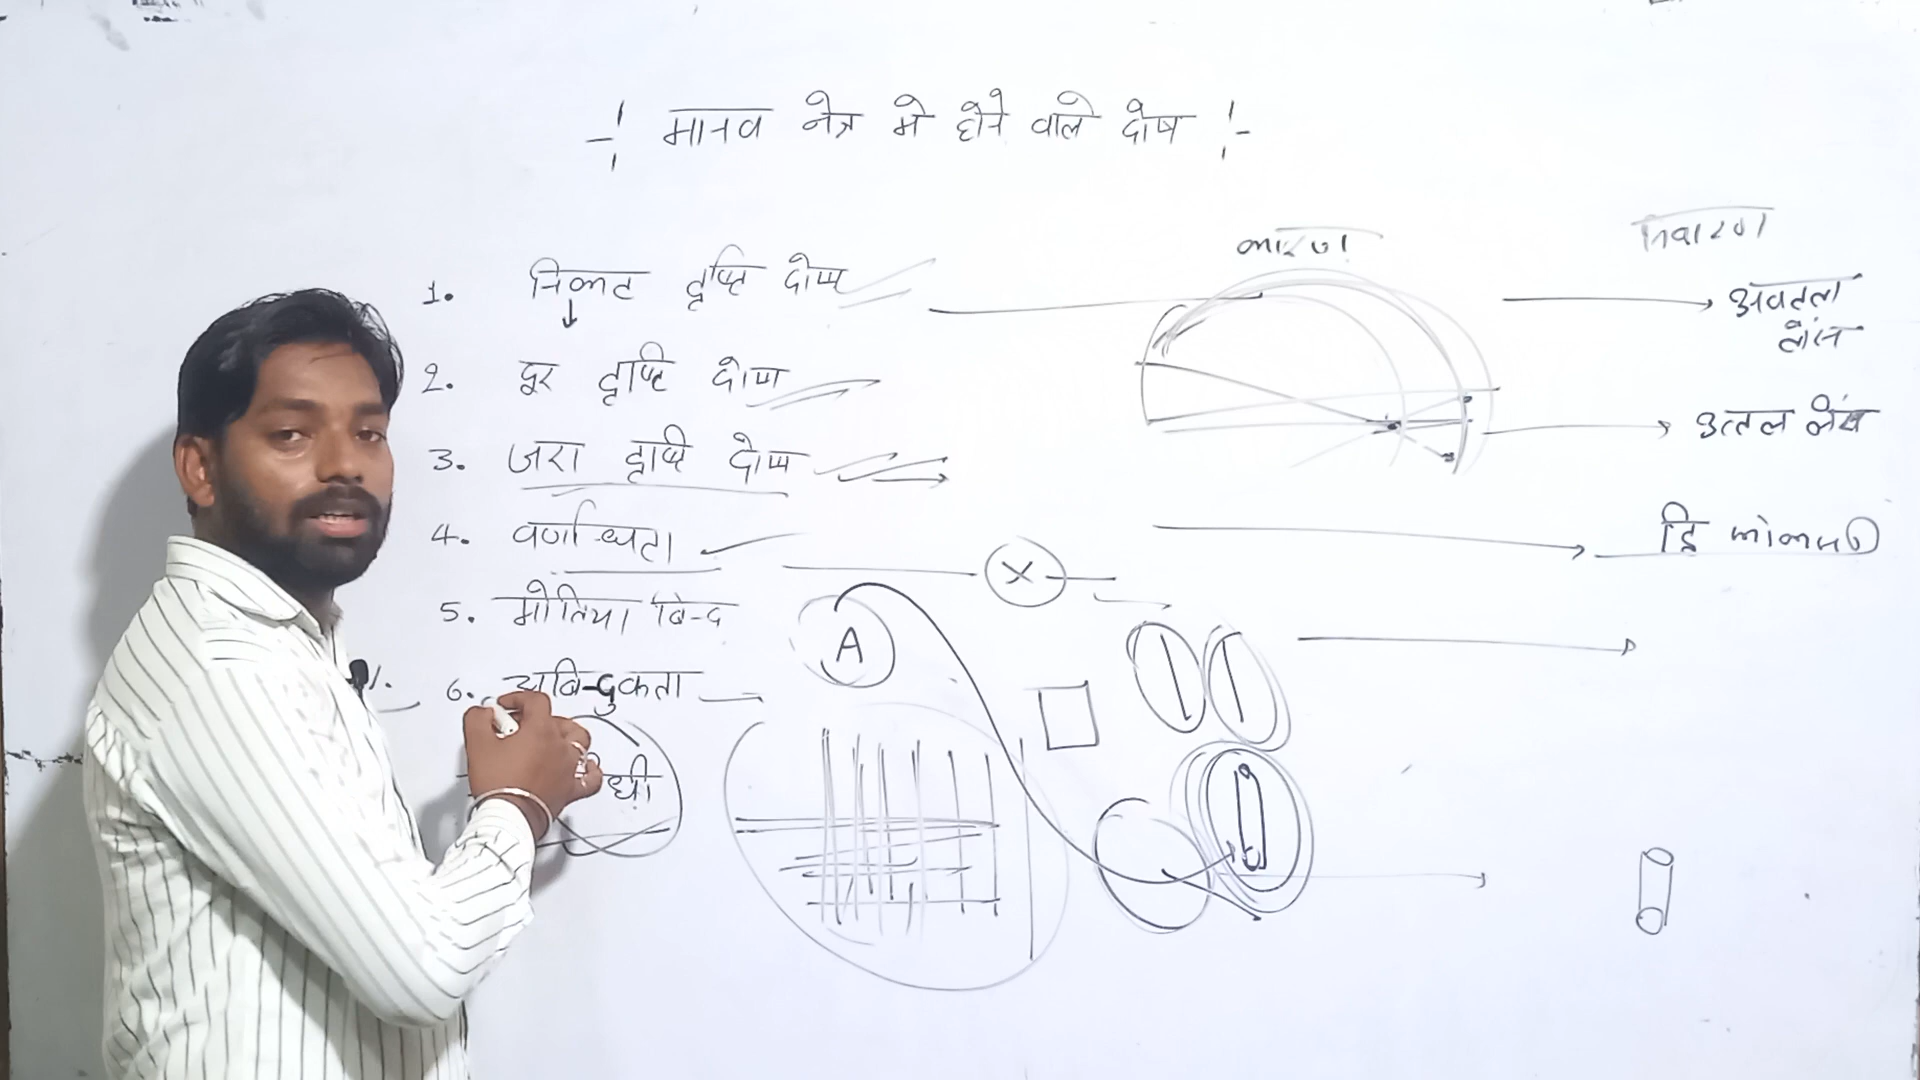 -: मानव नेत्र मे होने वाले दोष :-
कारण
निवारण
1. निकट दृष्टि दोष
अवतल
लेंस
2. दूर दृष्टि दोष
उत्तल लेंस
3. जरा दृष्टि दोष
4. वर्णान्धता
X
द्वि फोकसी
5. मोतिया बिन्द
A
6. अबिन्दुकता
धी